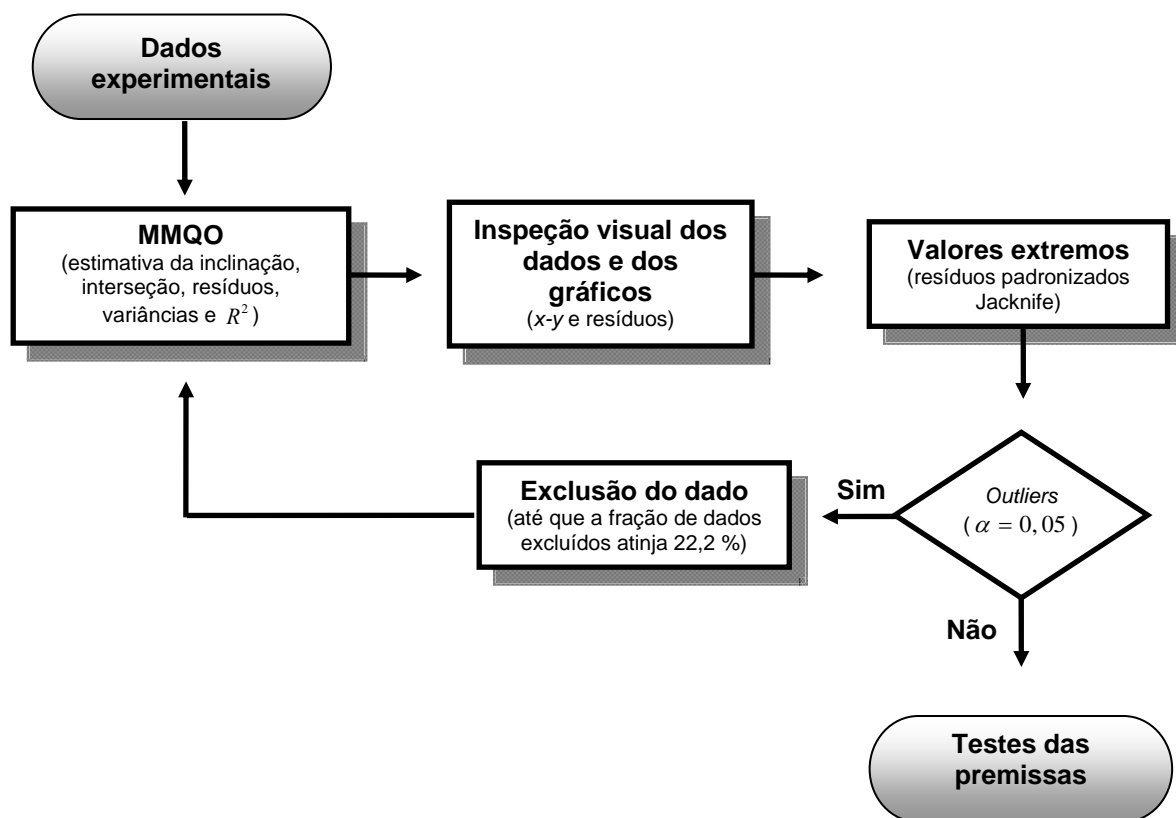 Dados
experimentais
MMQO
(estimativa da inclinação,
interseção, resíduos,
variâncias e R² )
Inspeção visual dos
dados e dos
gráficos
(x-y e resíduos)
Valores extremos
(resíduos padronizados
Jacknife)
Outliers
( α = 0,05 )
Sim
Exclusão do dado
(até que a fração de dados
excluídos atinja 22,2 %)
Não
Testes das
premissas